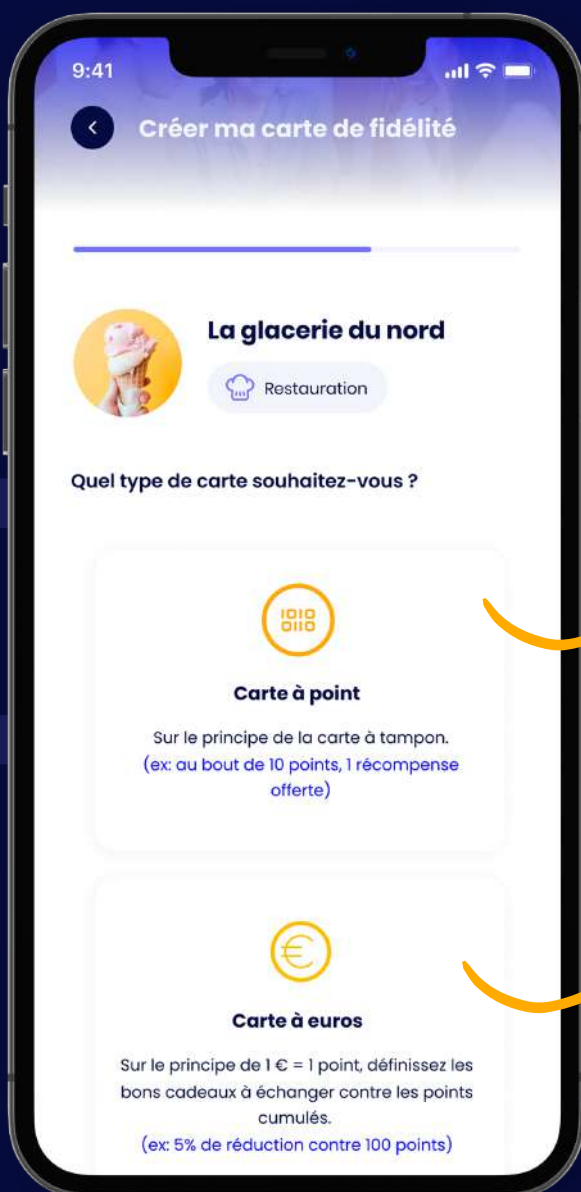 9:41
Créer ma carte de fidélité
La glacerie du nord
Restauration
Quel type de carte souhaitez-vous ?
1010
0110
Carte à point
Sur le principe de la carte à tampon.
(ex: au bout de 10 points, 1 récompense
offerte)
€
Carte à euros
Sur le principe de 1 € = 1 point, définissez les
bons cadeaux à échanger contre les points
cumulés.
(ex: 5% de réduction contre 100 points)